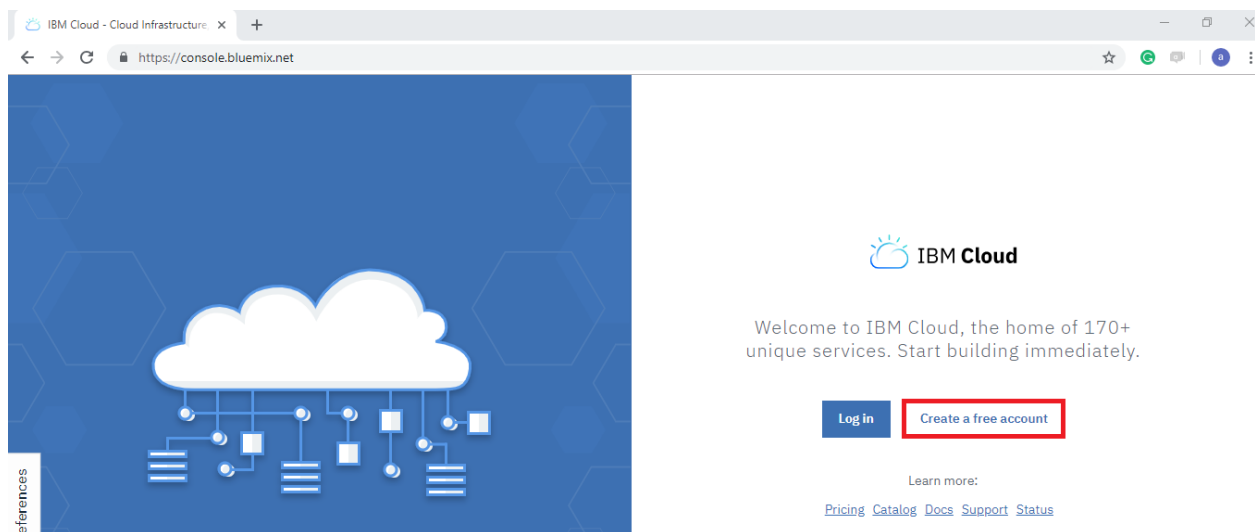 IBM Cloud - Cloud Infrastructure
https://console.bluemix.net
a
IBM Cloud
Welcome to IBM Cloud, the home of 170+
unique services. Start building immediately.
Log in
Create a free account
Learn more:
Pricing Catalog Docs Support Status
eferences